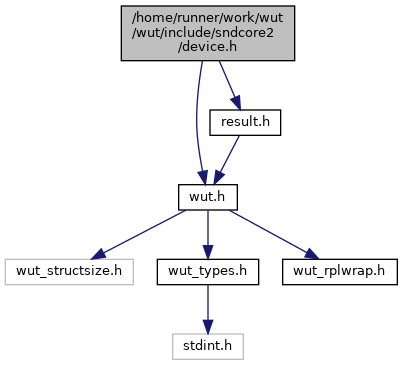 /home/runner/work/wut
/wut/include/sndcore2
/device.h
result.h
wut.h
wut_structsize.h
wut_types.h
wut_rplwrap.h
stdint.h